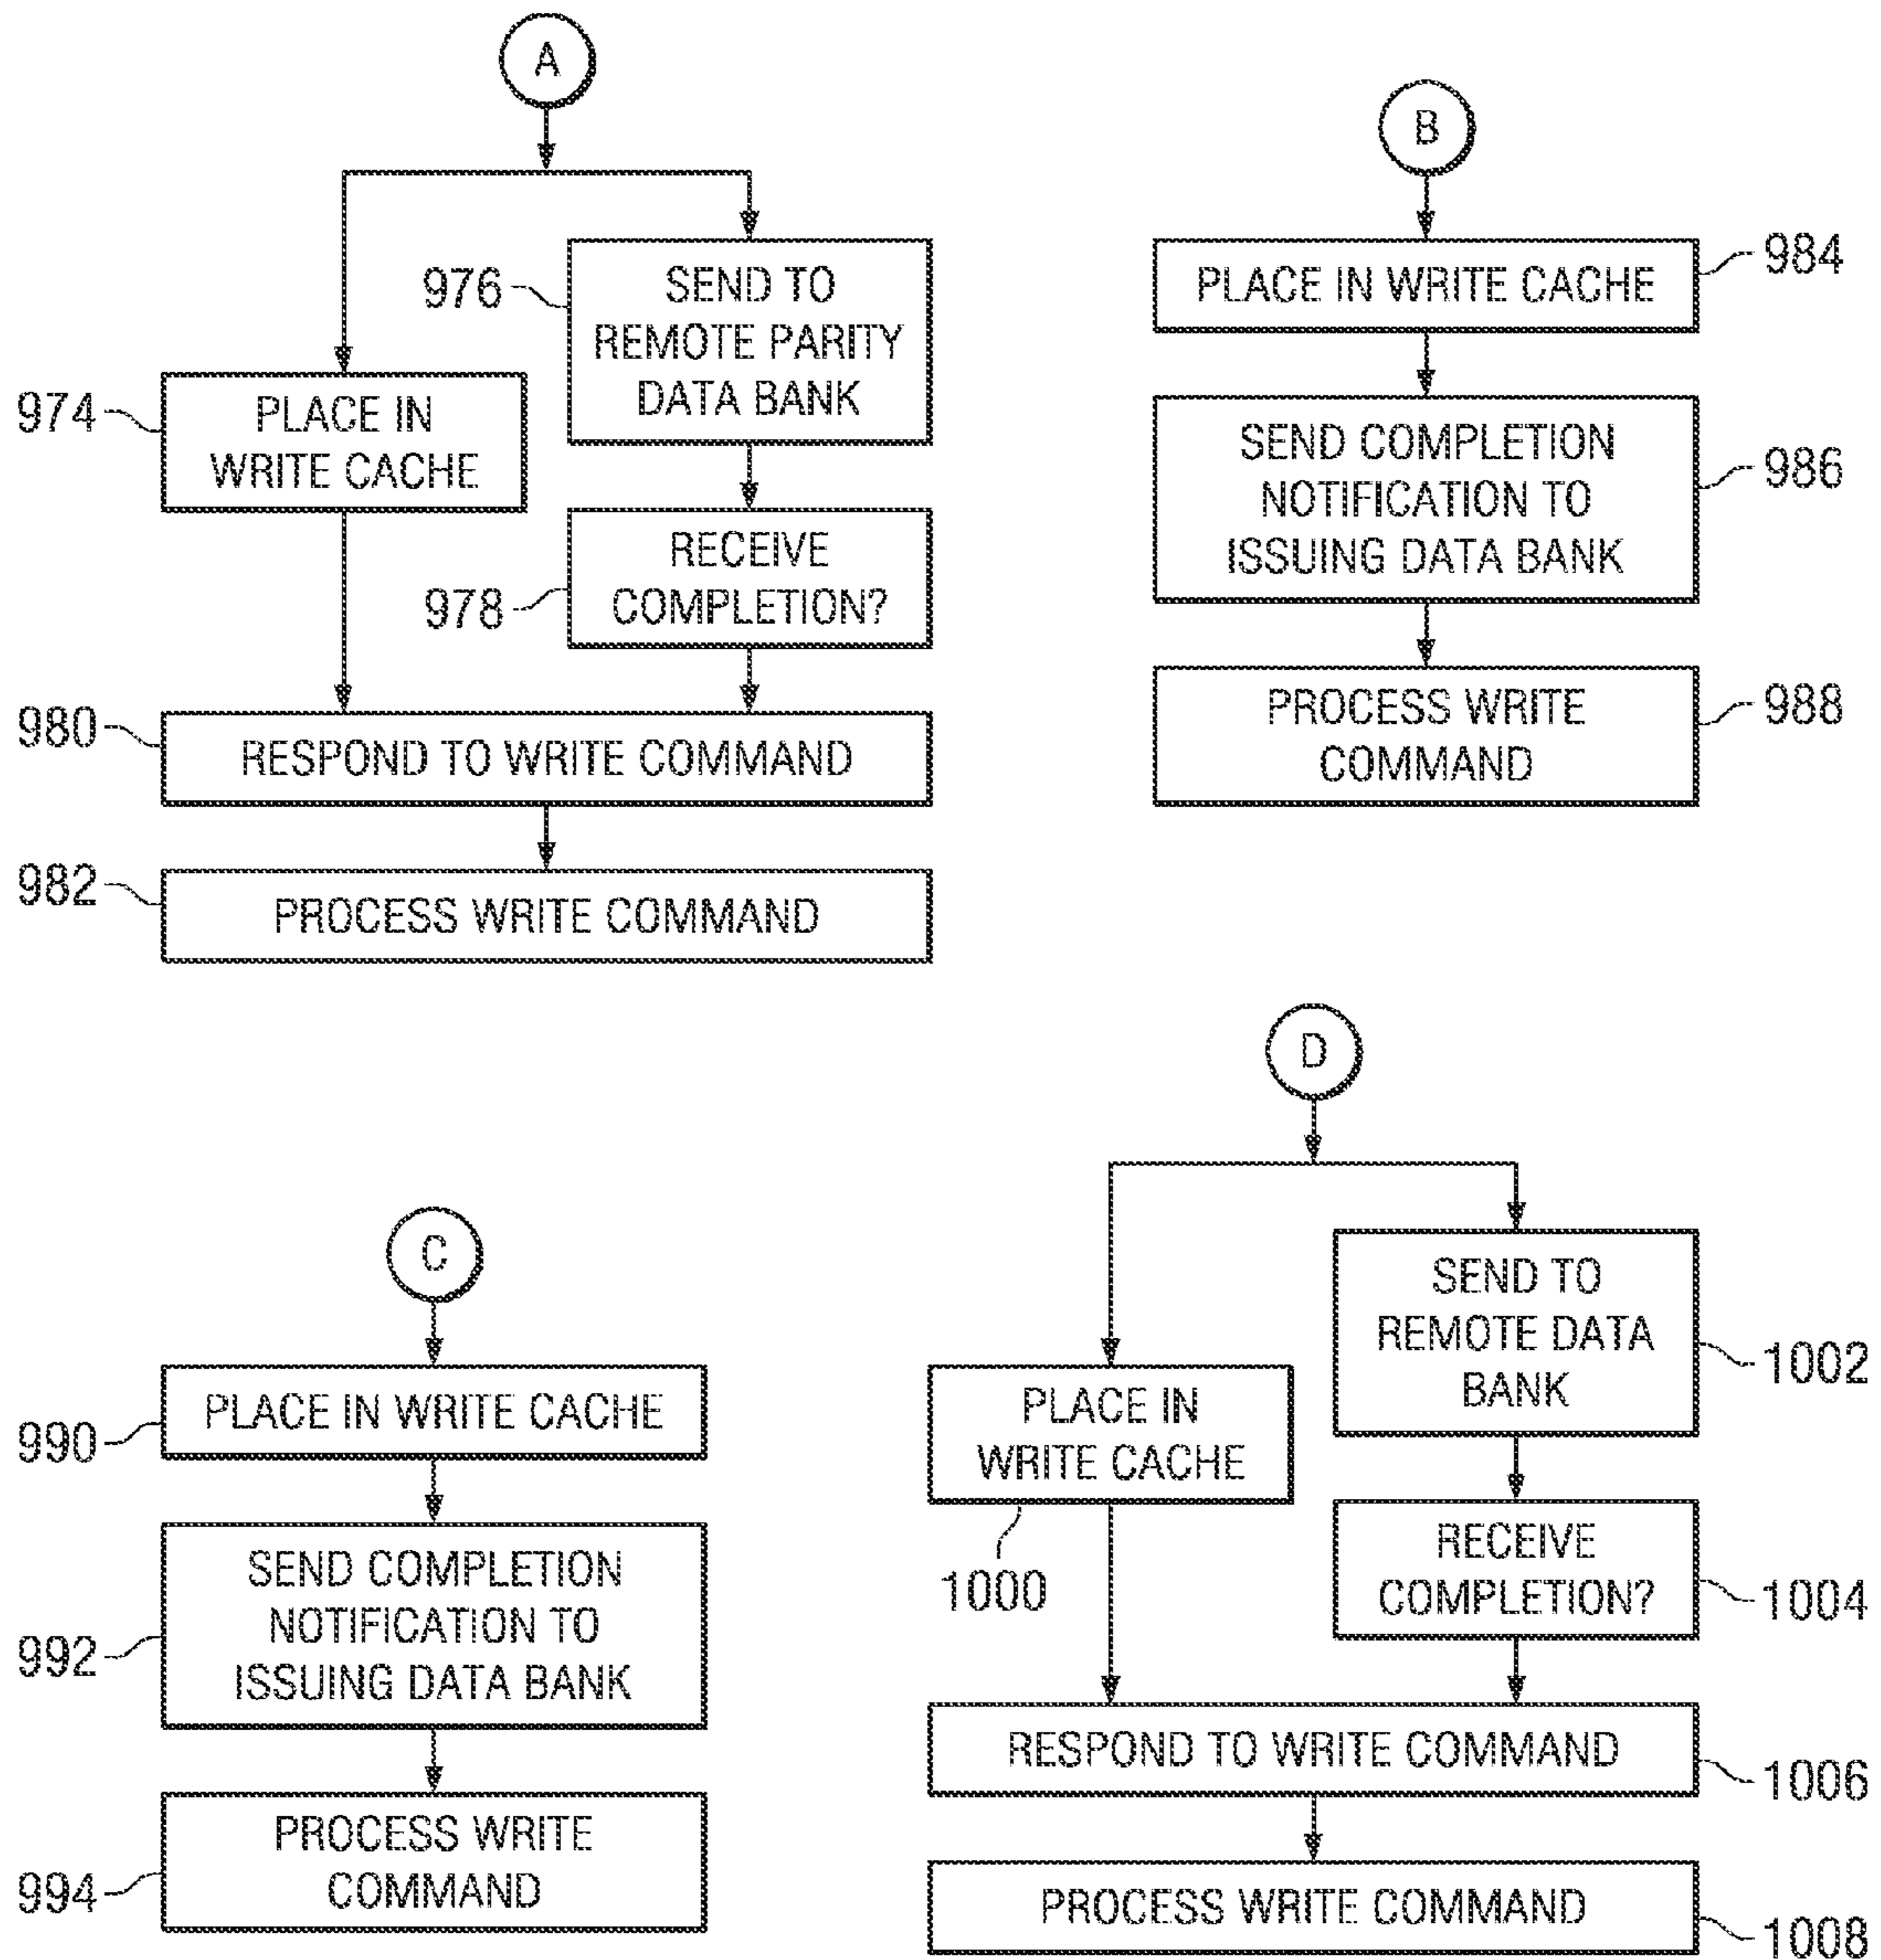 A
976
SEND TO
REMOTE PARITY
DATA BANK
974
PLACE IN
WRITE CACHE
978
RECEIVE
COMPLETION?
980
RESPOND TO WRITE COMMAND
982
PROCESS WRITE COMMAND
B
PLACE IN WRITE CACHE
984
SEND COMPLETION
NOTIFICATION TO
ISSUING DATA BANK
986
PROCESS WRITE
COMMAND
988
C
990
PLACE IN WRITE CACHE
992
SEND COMPLETION
NOTIFICATION TO
ISSUING DATA BANK
994
PROCESS WRITE
COMMAND
D
SEND TO
REMOTE DATA
BANK
1002
PLACE IN
WRITE CACHE
1000
RECEIVE
COMPLETION?
1004
RESPOND TO WRITE COMMAND
1006
PROCESS WRITE COMMAND
1008